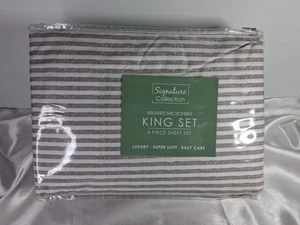 Signature
Collection
BRUSHED MICROFIBER
KING SET
4 PIECE SHEET SET
LUXURY · SUPER SOFT · EASY CARE